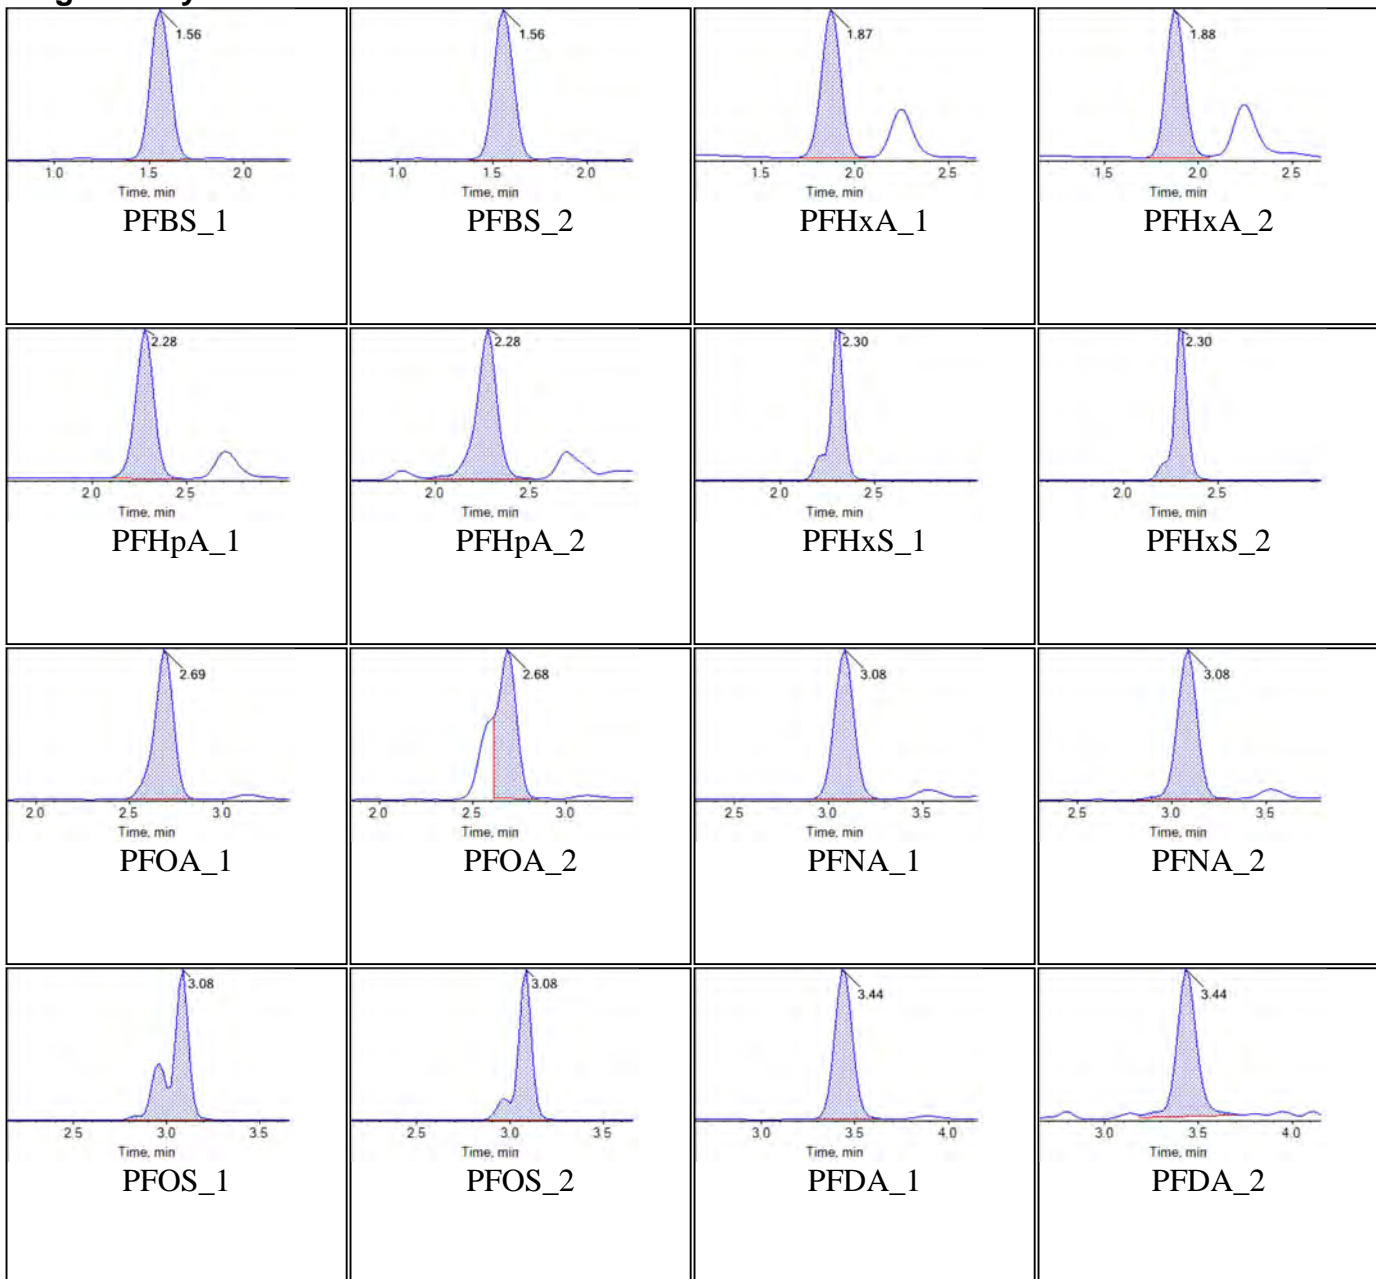 1.56 1.56 1.87 1.88
1.0 1.5 2.0 1.0 1.5 2.0 1.5 2.0 2.5 1.5 2.0 2.5
Time, min Time, min Time, min Time, min
PFBS_1 PFBS_2 PFHxA_1 PFHxA_2
2.28 2.28 2.30 2.30
2.0 2.5 2.0 2.5 2.0 2.5 2.0 2.5
Time, min Time, min Time, min Time, min
PFHpA_1 PFHpA_2 PFHxS_1 PFHxS_2
2.69 2.68 3.08 3.08
2.0 2.5 3.0 2.0 2.5 3.0 2.5 3.0 3.5 2.5 3.0 3.5
Time, min Time, min Time, min Time, min
PFOA_1 PFOA_2 PFNA_1 PFNA_2
3.08 3.08 3.44 3.44
2.5 3.0 3.5 2.5 3.0 3.5 3.0 3.5 4.0 3.0 3.5 4.0
Time, min Time, min Time, min Time, min
PFOS_1 PFOS_2 PFDA_1 PFDA_2